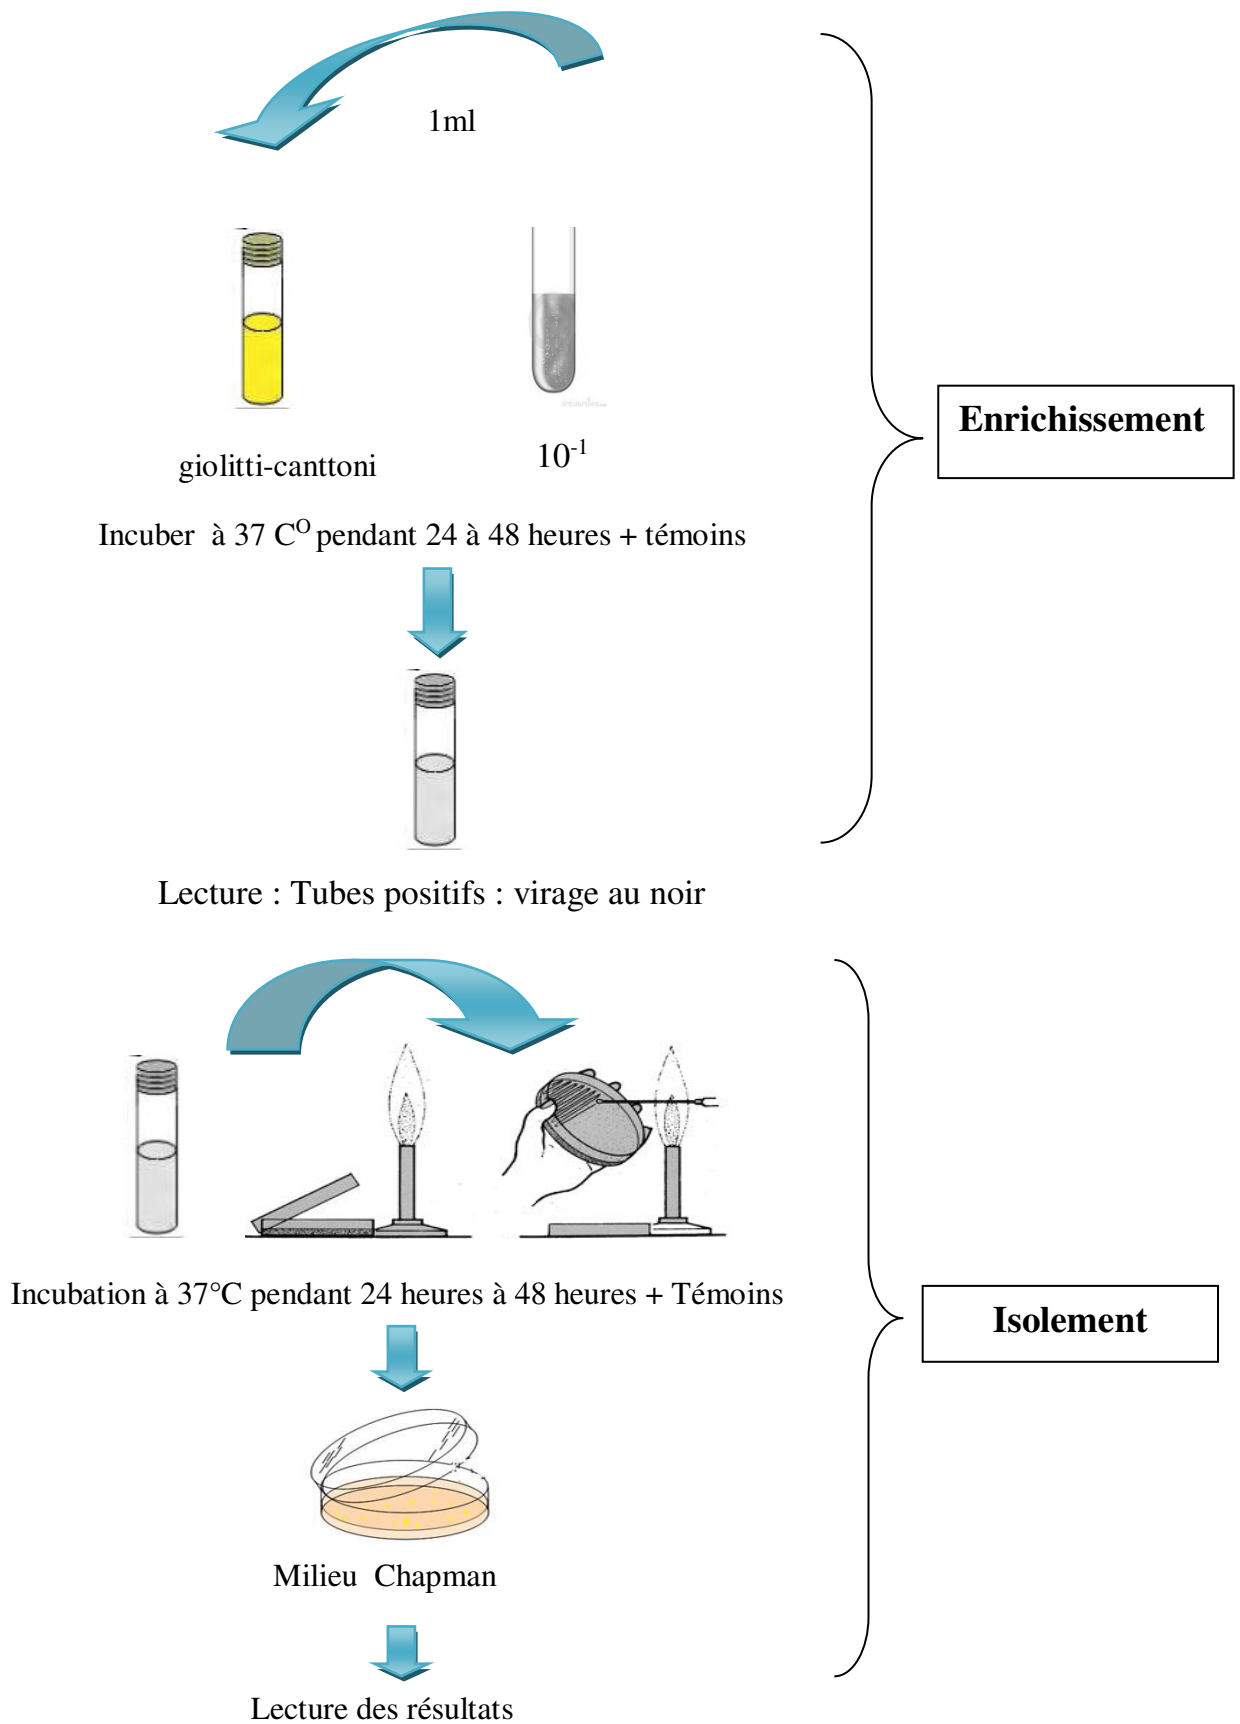 1ml
giolitti-canttoni
10⁻¹
Enrichissement
Incuber à 37 Cᴼ pendant 24 à 48 heures + témoins
Lecture : Tubes positifs : virage au noir
Incubation à 37°C pendant 24 heures à 48 heures + Témoins
Isolement
Milieu Chapman
Lecture des résultats